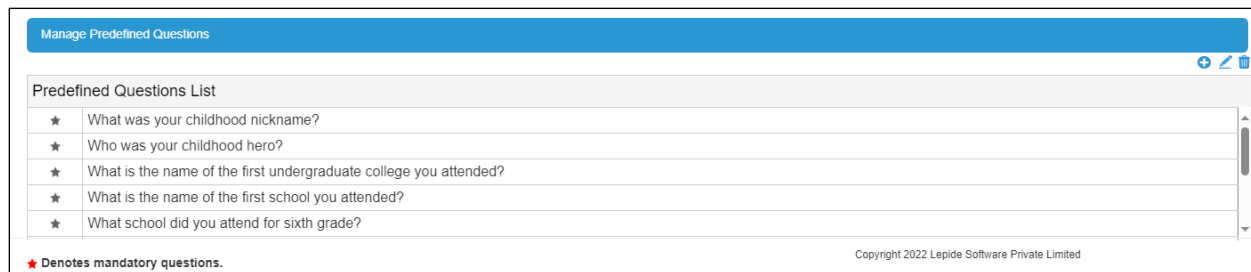 Manage Predefined Questions
Predefined Questions List
What was your childhood nickname?
Who was your childhood hero?
What is the name of the first undergraduate college you attended?
What is the name of the first school you attended?
What school did you attend for sixth grade?
Copyright 2022 Lepide Software Private Limited
Denotes mandatory questions.